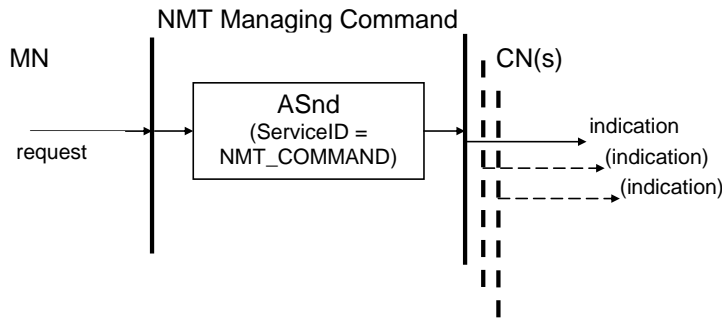 NMT Managing Command
MN
CN(s)
ASnd
(ServiceID =
NMT_COMMAND)
request
indication
(indication)
(indication)